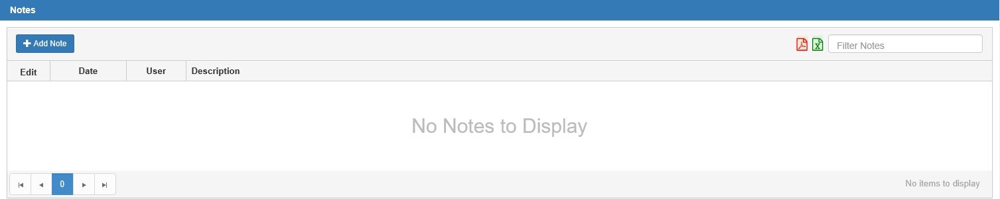 Notes
Add Note
Filter Notes
Edit Date User Description
No Notes to Display
0
No items to display